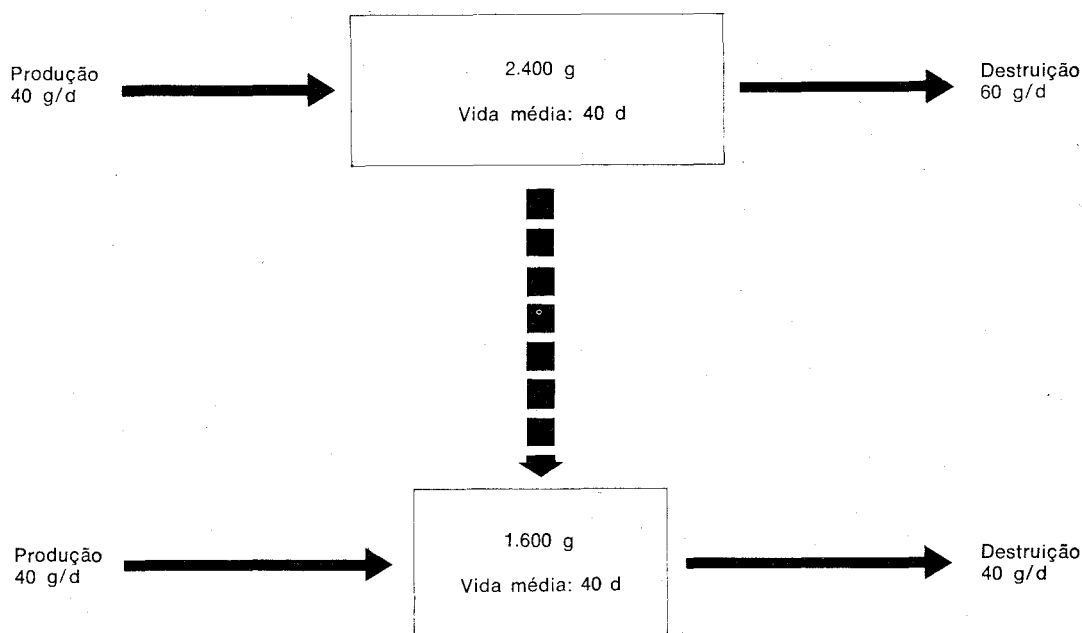 Produção
40 g/d
2.400 g
Vida média: 40 d
Destruição
60 g/d
Produção
40 g/d
1.600 g
Vida média: 40 d
Destruição
40 g/d